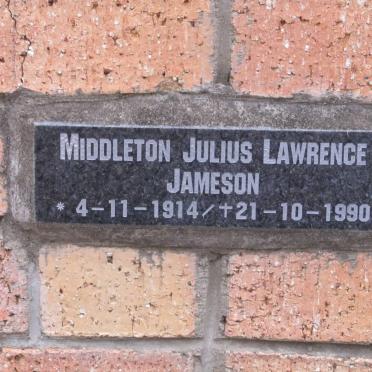 MIDDLETON JULIUS LAWRENCE
JAMESON
* 4-11-1914/+21-10-1990